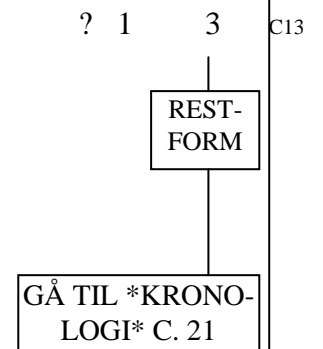 ? 1 3 C13
REST-
FORM
GÅ TIL *KRONO-
LOGI* C. 21